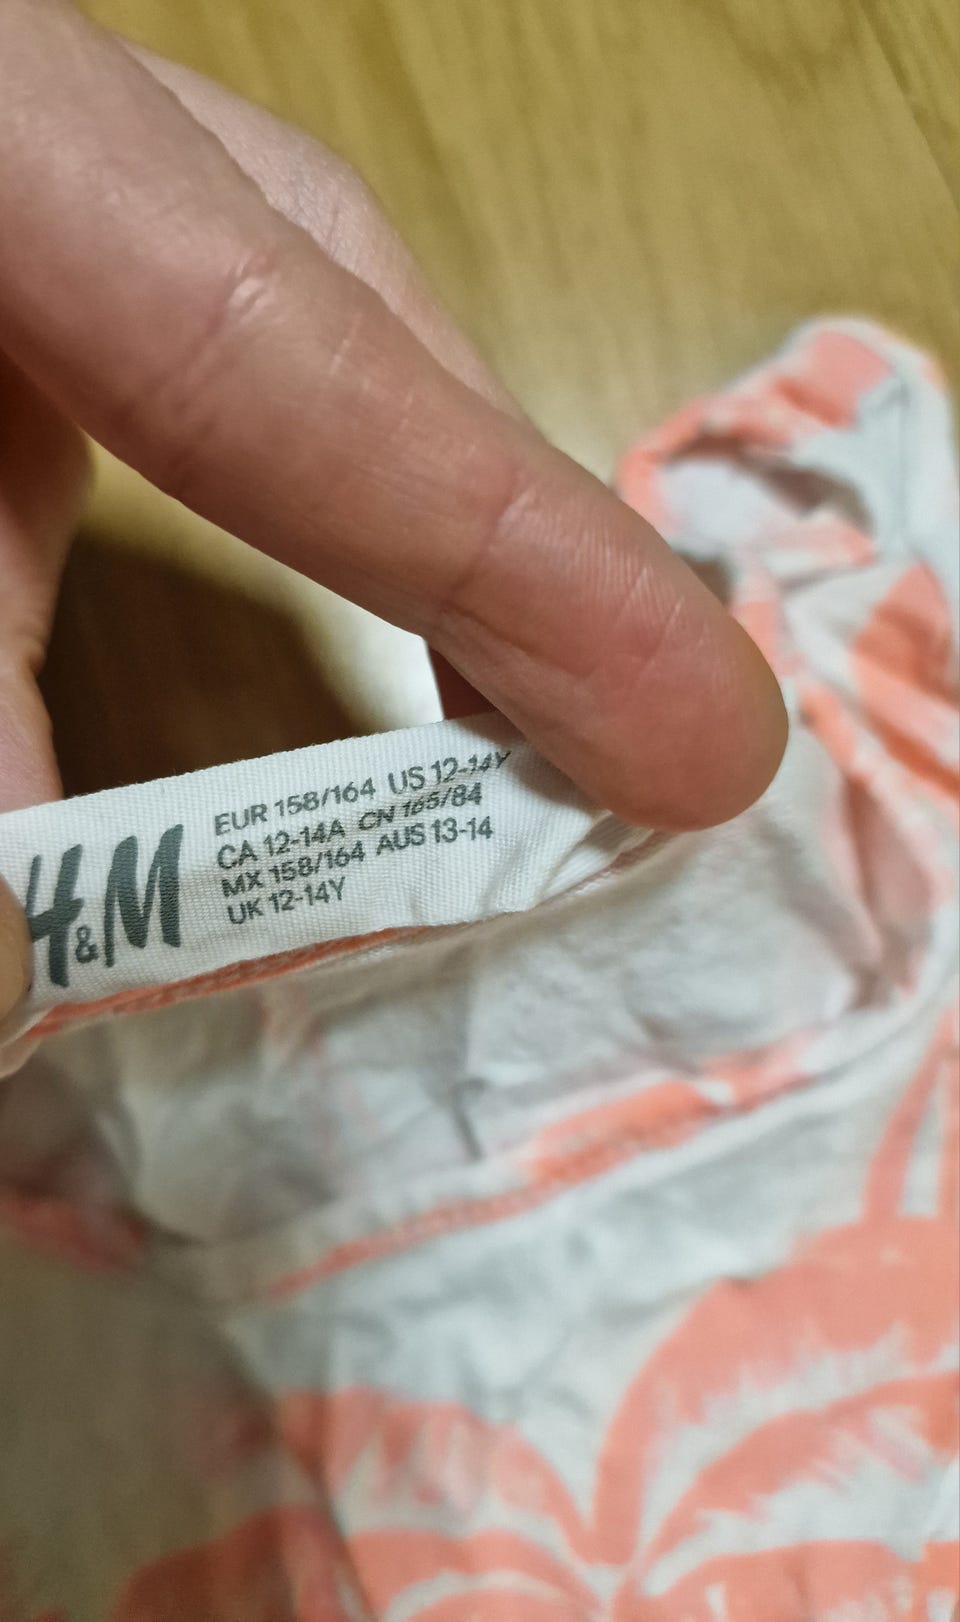 H&M
EUR 158/164 US 12-14Y
CA 12-14A CN 165/84
MX 158/164 AUS 13-14
UK 12-14Y